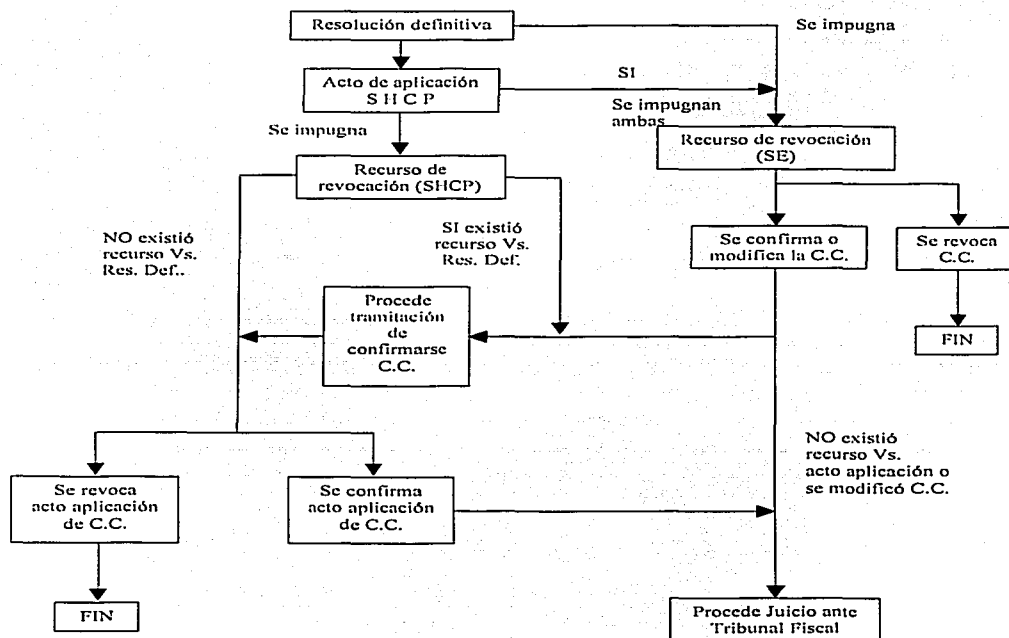 Resolución definitiva
Se impugna
Acto de aplicación
S H C P
SI
Se impugnan
ambas
Se impugna
Recurso de revocación
(SE)
Recurso de
revocación (SHCP)
NO existió
recurso Vs.
Res. Def..
SI existió
recurso Vs.
Res. Def.
Se confirma o
modifica la C.C.
Se revoca
C.C.
Procede
tramitación
de
confirmarse
C.C.
FIN
NO existió
recurso Vs.
acto aplicación o
se modificó C.C.
Se revoca
acto aplicación
de C.C.
Se confirma
acto aplicación
de C.C.
FIN
Procede Juicio ante
Tribunal Fiscal